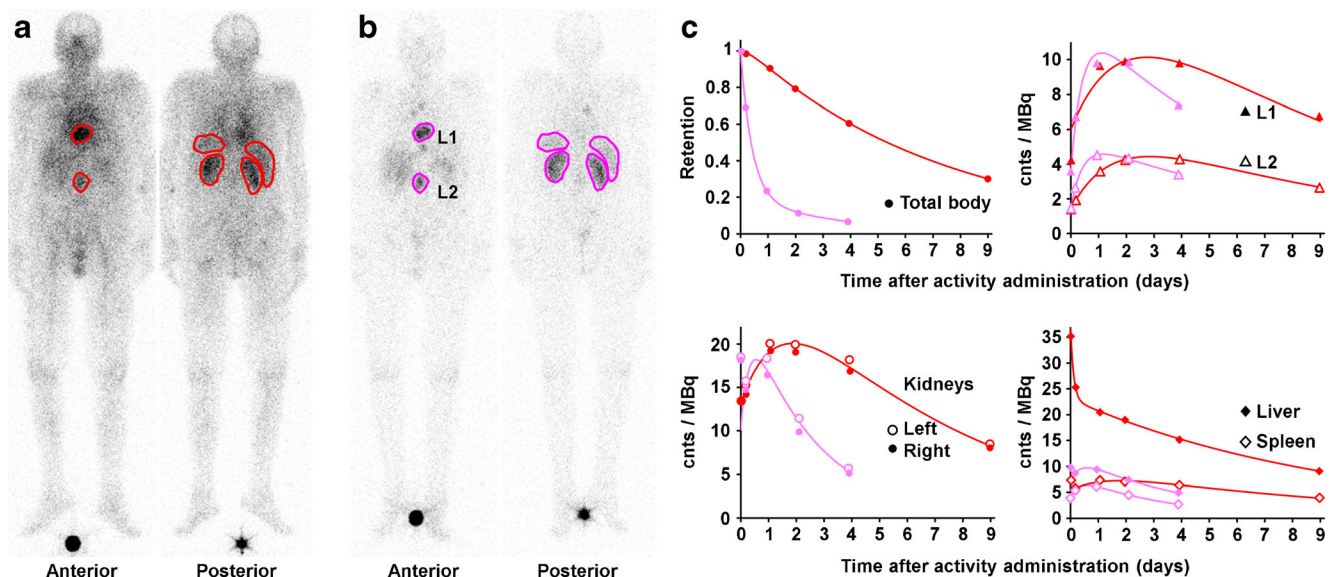 a
b
c
L1
L2
Anterior
Posterior
Anterior
Posterior
Retention
1
0.8
0.6
0.4
0.2
0
0 1 2 3 4 5 6 7 8 9
Total body
cnts / MBq
10
8
6
4
2
0
0 1 2 3 4 5 6 7 8 9
L1
L2
Time after activity administration (days)
cnts / MBq
20
15
10
5
0
0 1 2 3 4 5 6 7 8 9
Kidneys
Left
Right
cnts / MBq
35
30
25
20
15
10
5
0
0 1 2 3 4 5 6 7 8 9
Liver
Spleen
Time after activity administration (days)